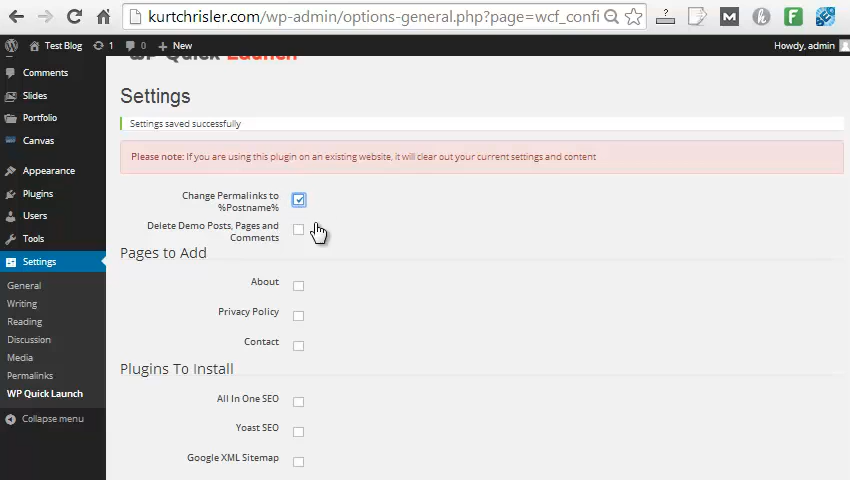 kurtchrisler.com/wp-admin/options-general.php?page=wcf_confi
Test Blog 1 0 New Howdy, admin
WP Quick Launch
Comments
Slides
Portfolio
Canvas
Appearance
Plugins
Users
Tools
Settings
General
Writing
Reading
Discussion
Media
Permalinks
WP Quick Launch
Collapse menu
Settings
Settings saved successfully
Please note: If you are using this plugin on an existing website, it will clear out your current settings and content
Change Permalinks to
%Postname%
Delete Demo Posts, Pages and
Comments
Pages to Add
About
Privacy Policy
Contact
Plugins To Install
All In One SEO
Yoast SEO
Google XML Sitemap